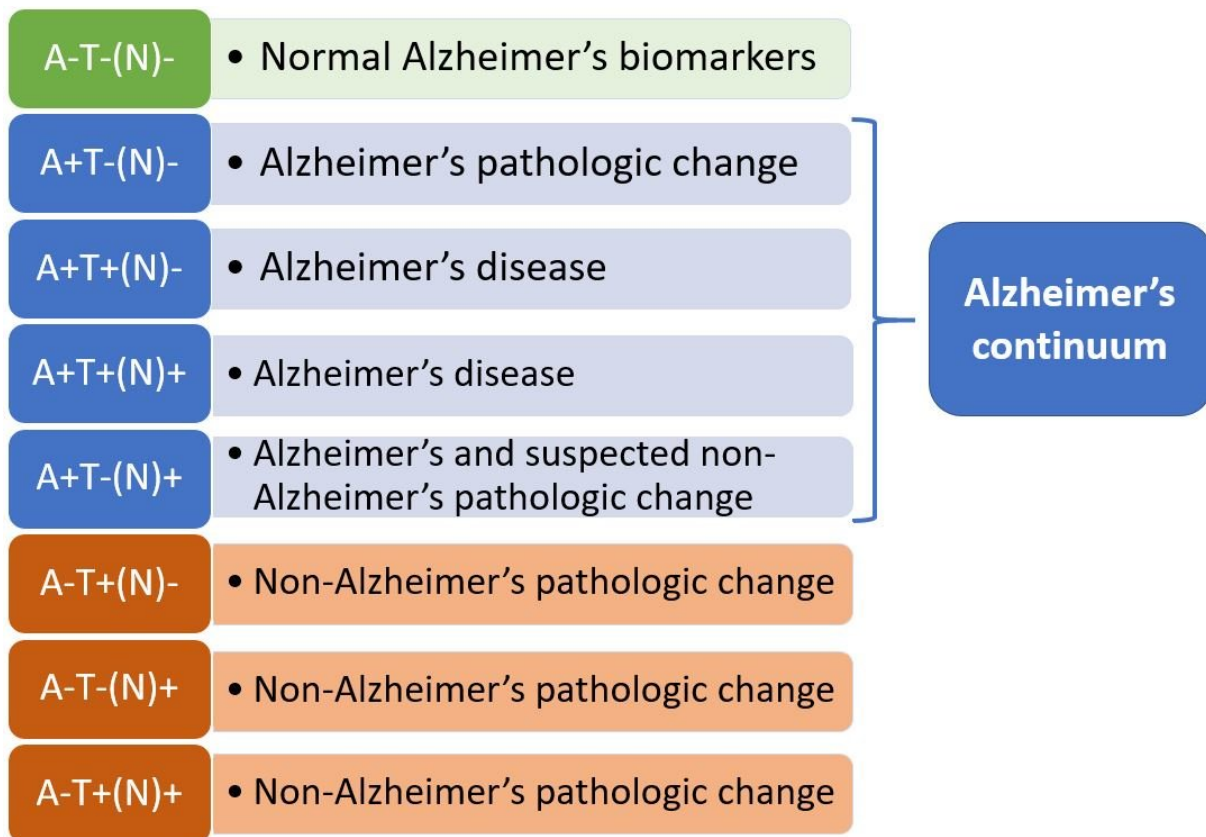 A-T-(N)-
• Normal Alzheimer’s biomarkers
A+T-(N)-
• Alzheimer’s pathologic change
A+T+(N)-
• Alzheimer’s disease
A+T+(N)+
• Alzheimer’s disease
A+T-(N)+
• Alzheimer’s and suspected non-
Alzheimer’s pathologic change
Alzheimer’s
continuum
A-T+(N)-
• Non-Alzheimer’s pathologic change
A-T-(N)+
• Non-Alzheimer’s pathologic change
A-T+(N)+
• Non-Alzheimer’s pathologic change